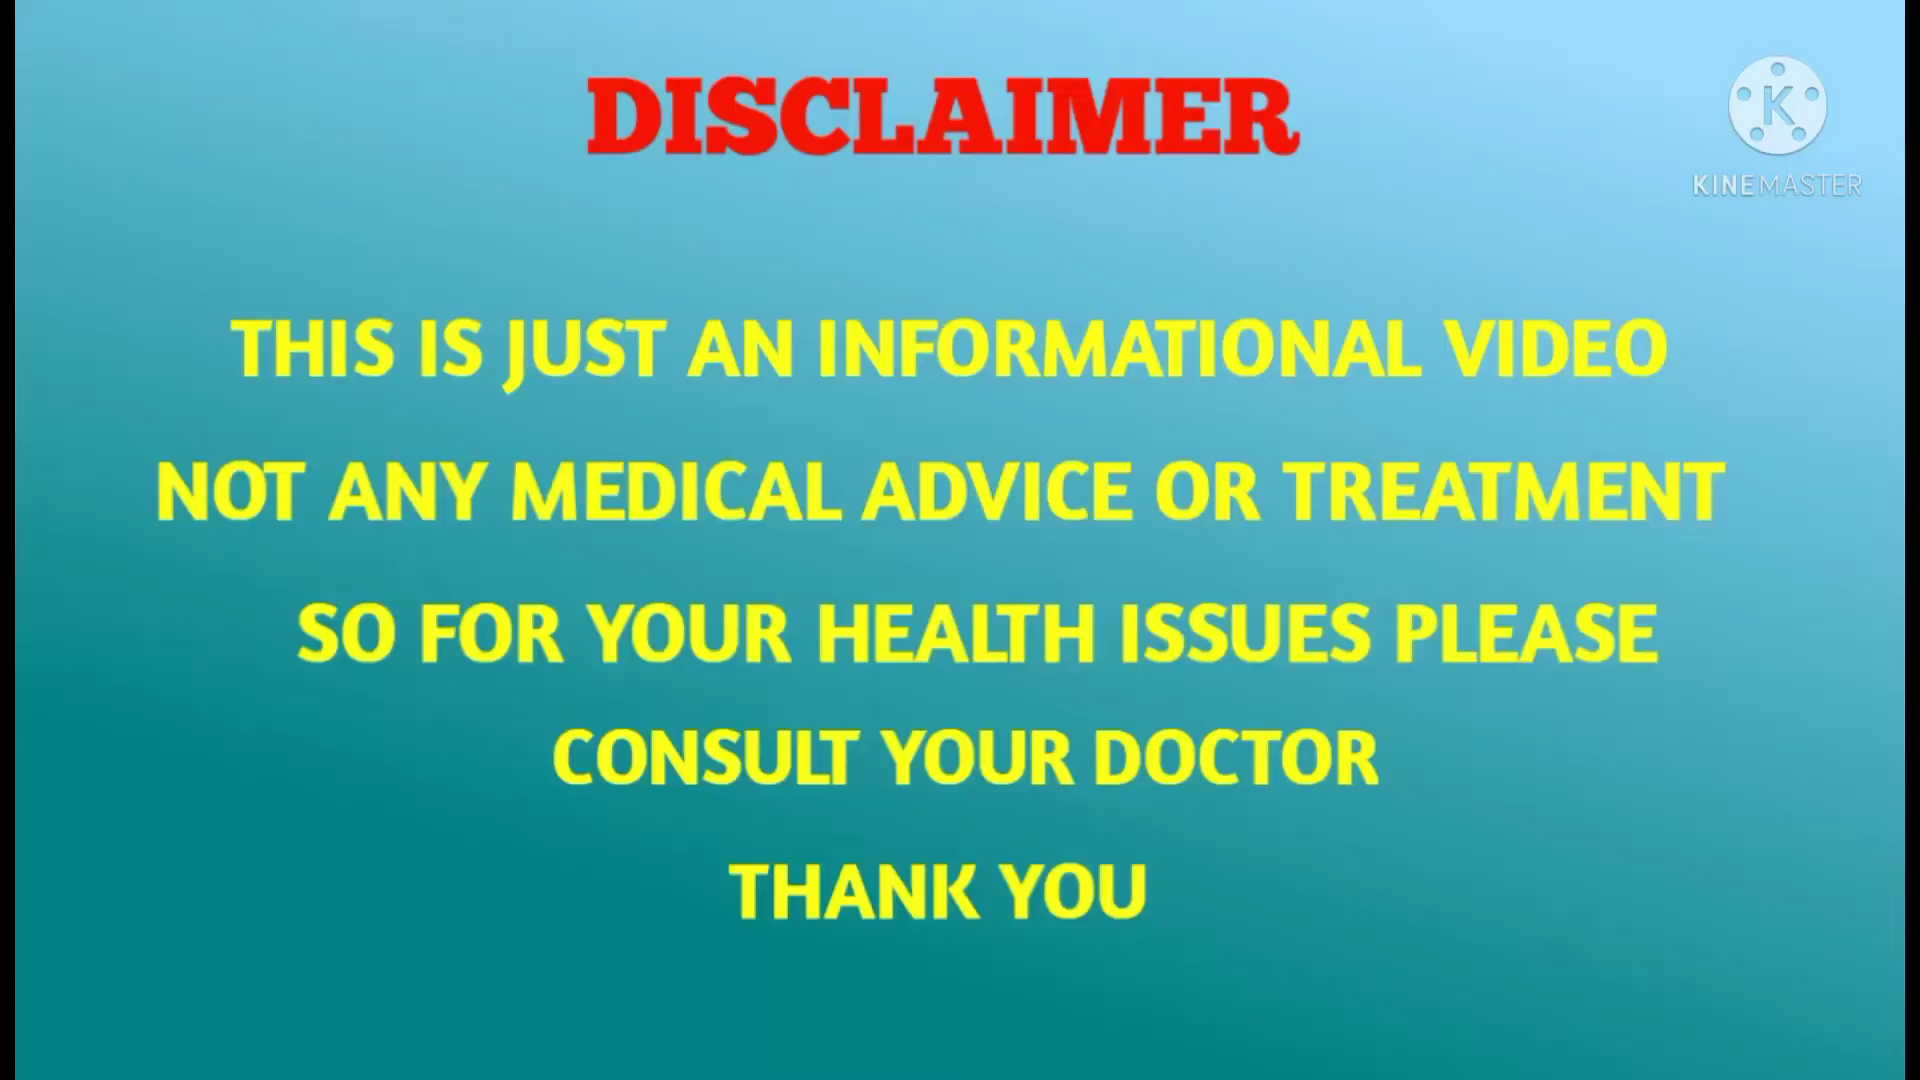 DISCLAIMER
K
KINEMASTER
THIS IS JUST AN INFORMATIONAL VIDEO
NOT ANY MEDICAL ADVICE OR TREATMENT
SO FOR YOUR HEALTH ISSUES PLEASE
CONSULT YOUR DOCTOR
THANK YOU